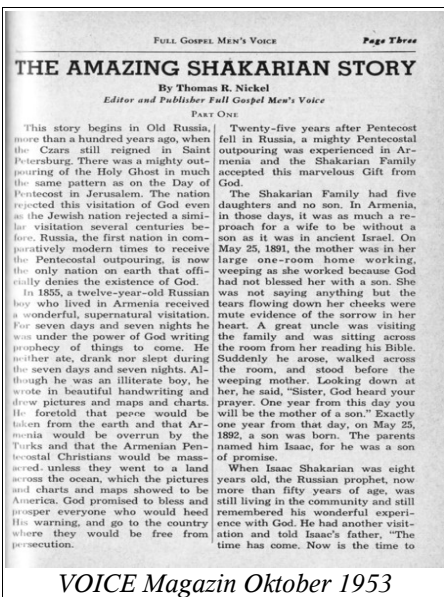 FULL GOSPEL MEN'S VOICE
Page Three
THE AMAZING SHAKARIAN STORY
By Thomas R. Nickel
Editor and Publisher Full Gospel Men's Voice
PART ONE
This story begins in Old Russia,
more than a hundred years ago, when
the Czars still reigned in Saint
Petersburg. There was a mighty out-
pouring of the Holy Ghost in much
the same pattern as on the Day of
Pentecost in Jerusalem. The nation
rejected this visitation of God even
as the Jewish nation rejected a simi-
lar visitation several centuries be-
fore. Russia, the first nation in com-
paratively modern times to receive
the Pentecostal outpouring, is now
the only nation on earth that offi-
cially denies the existence of God.
In 1855, a twelve-year-old Russian
boy who lived in Armenia received
a wonderful, supernatural visitation.
For seven days and seven nights he
was under the power of God writing
prophecy of things to come. He
neither ate, drank nor slept during
the seven days and seven nights. Al-
though he was an illiterate boy, he
wrote in beautiful handwriting and
drew pictures and maps and charts.
He foretold that peace would be
taken from the earth and that Ar-
menia would be overrun by the
Turks and that the Armenian Pen-
tecostal Christians would be mass-
acred unless they went to a land
across the ocean, which the pictures
and charts and maps showed to be
America. God promised to bless and
prosper everyone who would heed
His warning, and go to the country
where they would be free from
persecution.
Twenty-five years after Pentecost
fell in Russia, a mighty Pentecostal
outpouring was experienced in Ar-
menia and the Shakarian Family
accepted this marvelous Gift from
God.
The Shakarian Family had five
daughters and no son. In Armenia,
in those days, it was as much a re-
proach for a wife to be without a
son as it was in ancient Israel. On
May 25, 1891, the mother was in her
large one-room home working,
weeping as she worked because God
had not blessed her with a son. She
was not saying anything but the
tears flowing down her cheeks were
mute evidence of the sorrow in her
heart. A great uncle was visiting
the family and was sitting across
the room from her reading his Bible.
Suddenly he arose, walked across
the room, and stood before the
weeping mother. Looking down at
her, he said, "Sister, God heard your
prayer. One year from this day you
will be the mother of a son." Exactly
one year from that day, on May 25,
1892, a son was born. The parents
named him Isaac, for he was a son
of promise.
When Isaac Shakarian was eight
years old, the Russian prophet, now
more than fifty years of age, was
still living in the community and still
remembered his wonderful experi-
ence with God. He had another visit-
ation and told Isaac's father, "The
time has come. Now is the time to
VOICE Magazin Oktober 1953